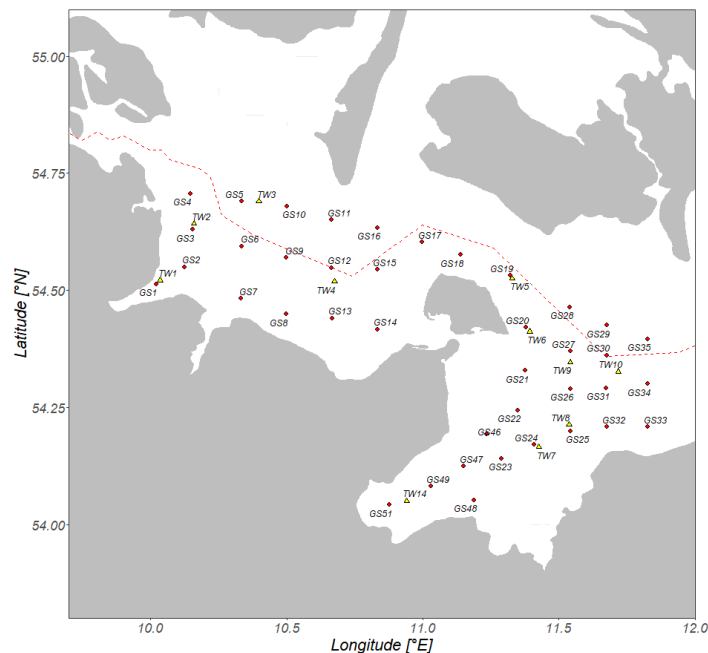 55.00
54.75
GS4
GS5
TW3
GS10
GS11
TW2
GS3
GS16
GS6
GS17
GS9
GS12
GS15
GS18
GS2
TW1
GS1
GS19
TW5
TW4
54.50
GS7
GS8
GS13
GS14
GS28
GS20
TW6
GS29
GS27
GS30
GS35
TW9
TW10
GS21
GS26
GS31
GS34
54.25
GS22
TW8
GS32
GS33
GS46
GS24
GS25
TW7
GS47
GS23
GS49
TW14
GS48
GS51
54.00
Latitude [°N]
10.0 10.5 11.0 11.5 12.0
Longitude [°E]